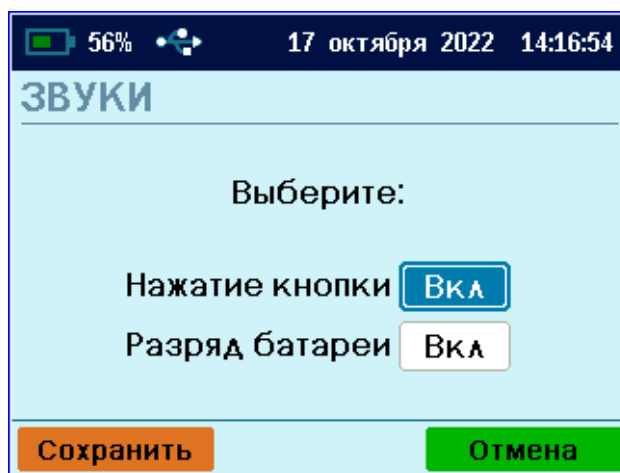 56% 17 октября 2022 14:16:54
ЗВУКИ
Выберите:
Нажатие кнопки Вкл
Разряд батареи Вкл
Сохранить Отмена